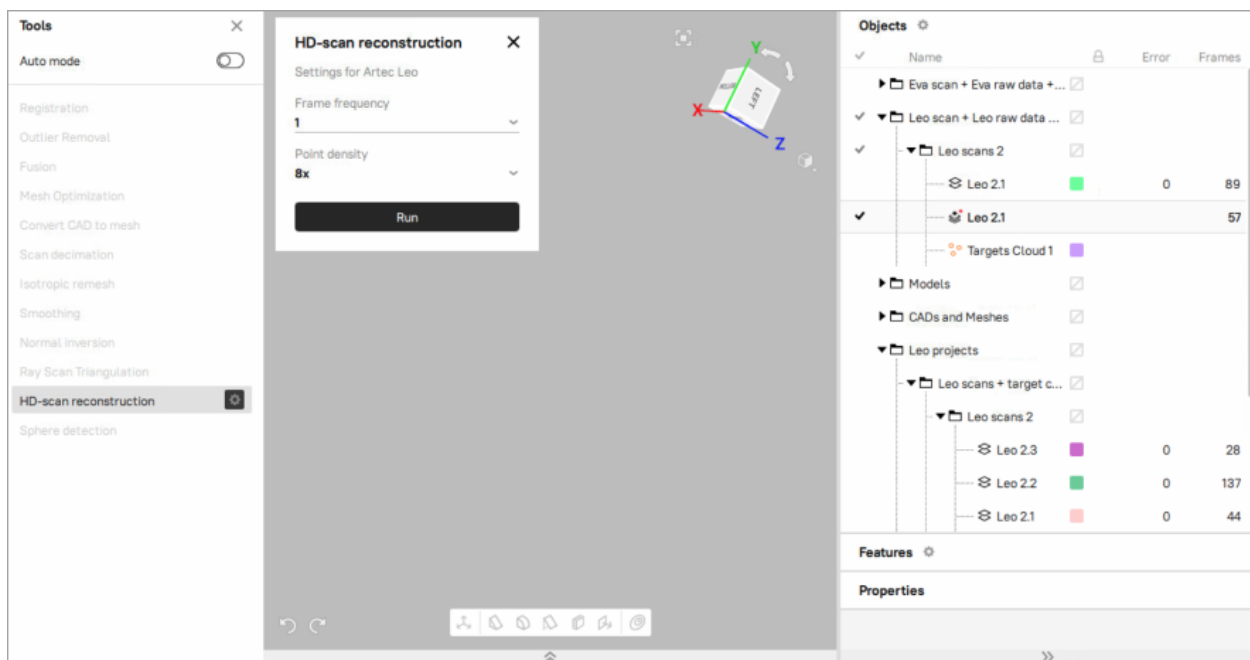 Tools
Auto mode
Registration
Outlier Removal
Fusion
Mesh Optimization
Convert CAD to mesh
Scan decimation
Isotropic remesh
Smoothing
Normal inversion
Ray Scan Triangulation
HD-scan reconstruction
Sphere detection
HD-scan reconstruction
Settings for Artec Leo
Frame frequency
1
Point density
8x
Run
Y
LEFT
X
Z
Objects
Name Error Frames
Eva scan + Eva raw data +...
Leo scan + Leo raw data ...
Leo scans 2
Leo 2.1 0 89
Leo 2.1 57
Targets Cloud 1
Models
CADs and Meshes
Leo projects
Leo scans + target c...
Leo scans 2
Leo 2.3 0 28
Leo 2.2 0 137
Leo 2.1 0 44
Features
Properties